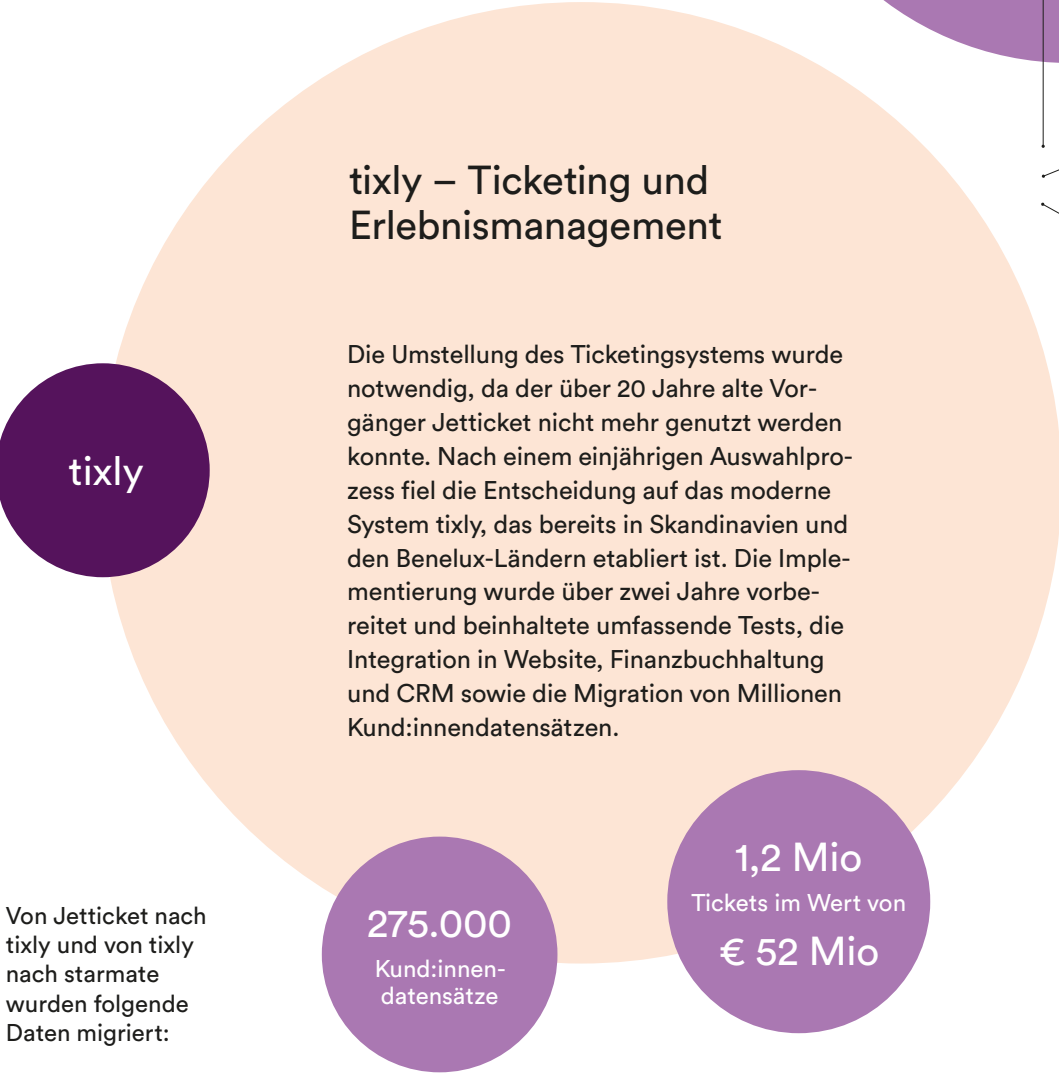 tixly – Ticketing und
Erlebnismanagement
Die Umstellung des Ticketingsystems wurde
notwendig, da der über 20 Jahre alte Vor-
gänger Jetticket nicht mehr genutzt werden
konnte. Nach einem einjährigen Auswahlpro-
zess fiel die Entscheidung auf das moderne
System tixly, das bereits in Skandinavien und
den Benelux-Ländern etabliert ist. Die Imple-
mentierung wurde über zwei Jahre vorbe-
reitet und beinhaltete umfassende Tests, die
Integration in Website, Finanzbuchhaltung
und CRM sowie die Migration von Millionen
Kund:innendatensätzen.
tixly
Von Jetticket nach
tixly und von tixly
nach starmate
wurden folgende
Daten migriert:
275.000
Kund:innen-
datensätze
1,2 Mio
Tickets im Wert von
€ 52 Mio